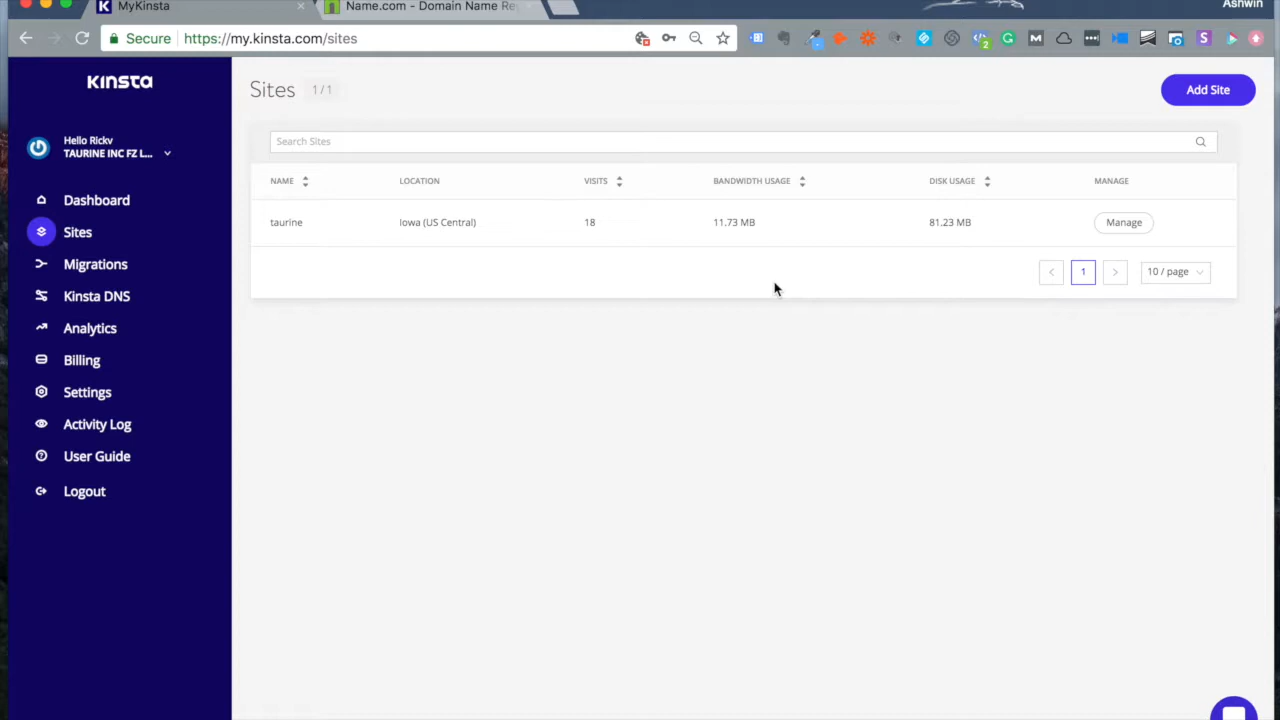 MyKinsta
Name.com - Domain Name Re
Ashwin
Secure
https://my.kinsta.com/sites
KINSTA
Hello Ricky
TAURINE INC FZ L...
Dashboard
Sites
Migrations
Kinsta DNS
Analytics
Billing
Settings
Activity Log
User Guide
Logout
Sites 1 / 1
Add Site
Search Sites
NAME LOCATION VISITS BANDWIDTH USAGE DISK USAGE MANAGE
taurine Iowa (US Central) 18 11.73 MB 81.23 MB Manage
1 10 / page